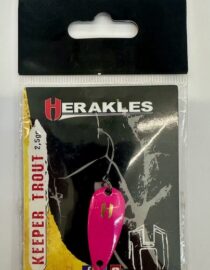 HERAKLES
KEEPER TROUT 2,5gr
H